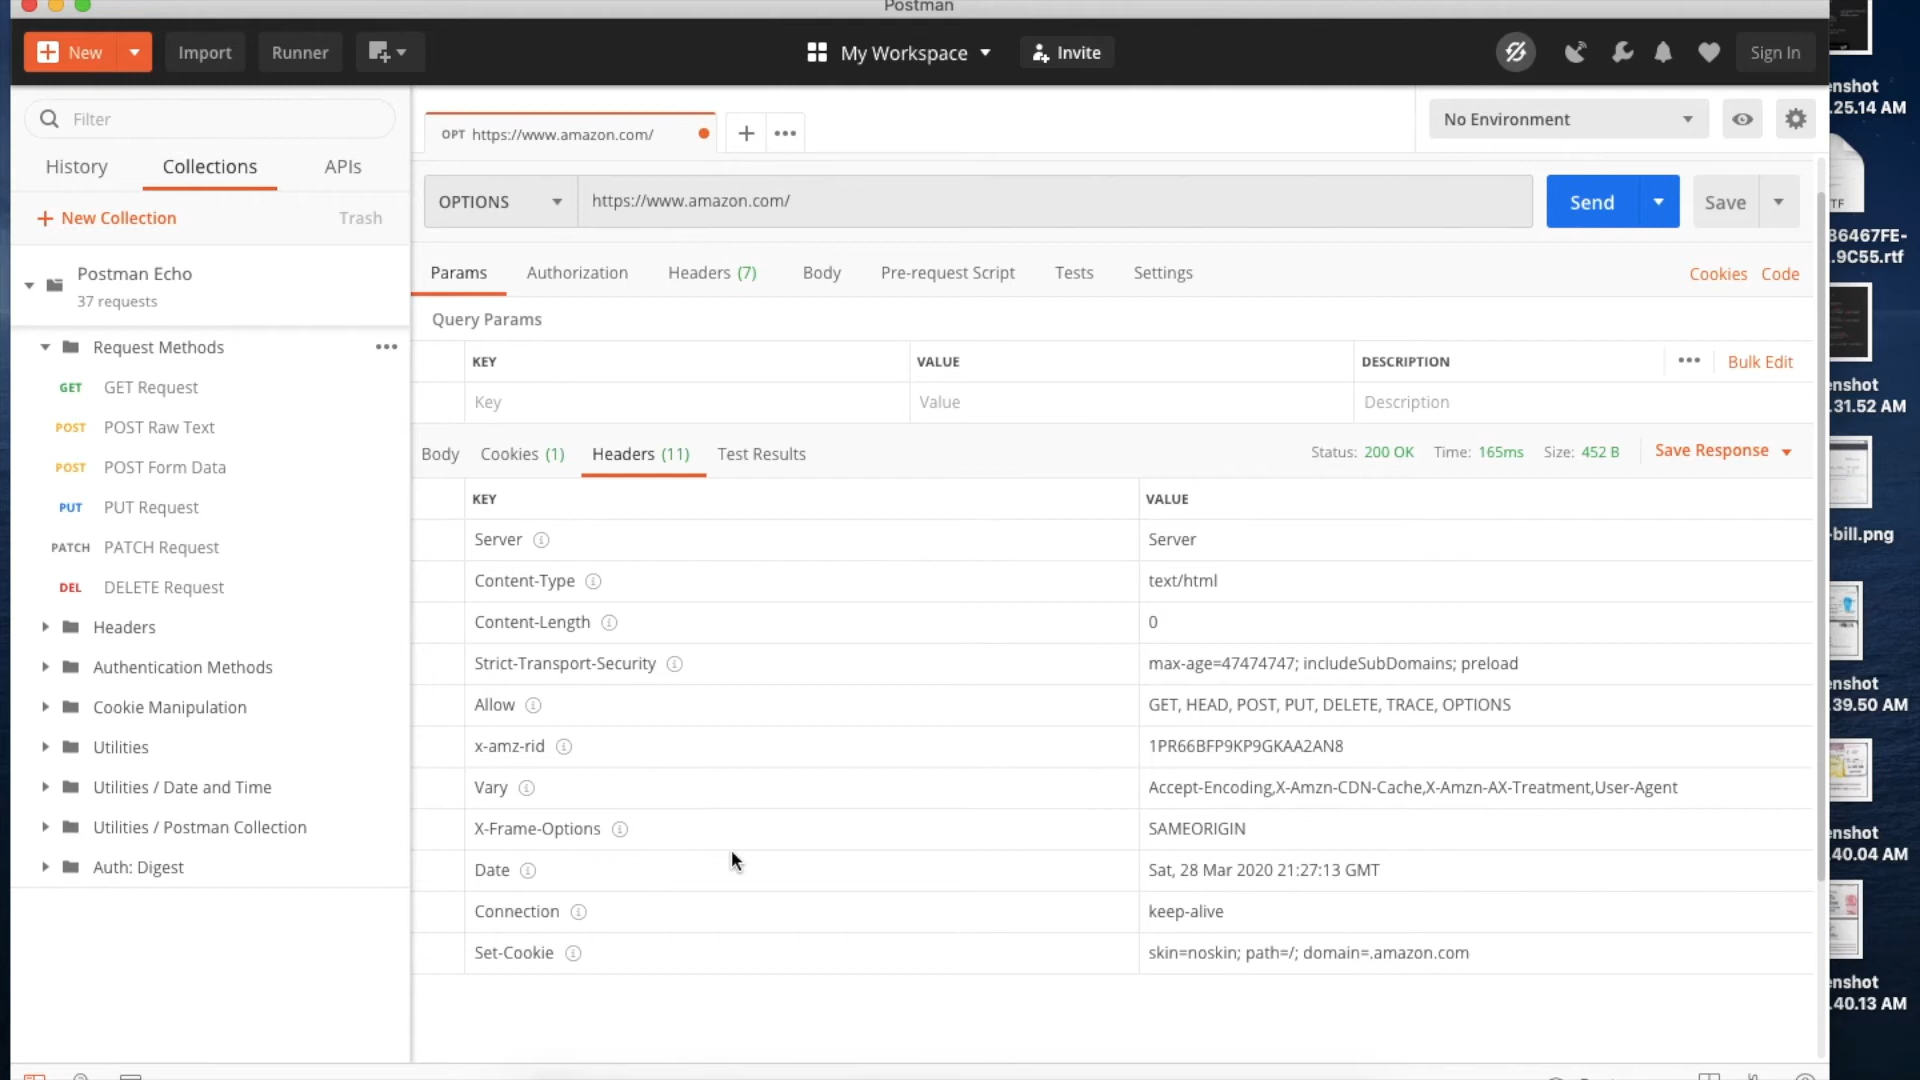 Postman
New
Import
Runner
My Workspace
Invite
Sign In
Filter
History
Collections
APIs
+ New Collection
Trash
Postman Echo
37 requests
Request Methods
GET GET Request
POST POST Raw Text
POST POST Form Data
PUT PUT Request
PATCH PATCH Request
DEL DELETE Request
Headers
Authentication Methods
Cookie Manipulation
Utilities
Utilities / Date and Time
Utilities / Postman Collection
Auth: Digest
OPT https://www.amazon.com/
No Environment
OPTIONS
https://www.amazon.com/
Send
Save
Params
Authorization
Headers (7)
Body
Pre-request Script
Tests
Settings
Cookies
Code
Query Params
KEY VALUE DESCRIPTION
Bulk Edit
Key Value Description
Body
Cookies (1)
Headers (11)
Test Results
Status: 200 OK
Time: 165ms
Size: 452 B
Save Response
KEY VALUE
Server Server
Content-Type text/html
Content-Length 0
Strict-Transport-Security max-age=47474747; includeSubDomains; preload
Allow GET, HEAD, POST, PUT, DELETE, TRACE, OPTIONS
x-amz-rid 1PR66BFP9KP9GKAA2AN8
Vary Accept-Encoding,X-Amzn-CDN-Cache,X-Amzn-AX-Treatment,User-Agent
X-Frame-Options SAMEORIGIN
Date Sat, 28 Mar 2020 21:27:13 GMT
Connection keep-alive
Set-Cookie skin=noskin; path=/; domain=.amazon.com
enshot
.25.14 AM
TF
36467FE-
.9C55.rtf
enshot
.31.52 AM
-bill.png
enshot
.39.50 AM
enshot
.40.04 AM
enshot
.40.13 AM